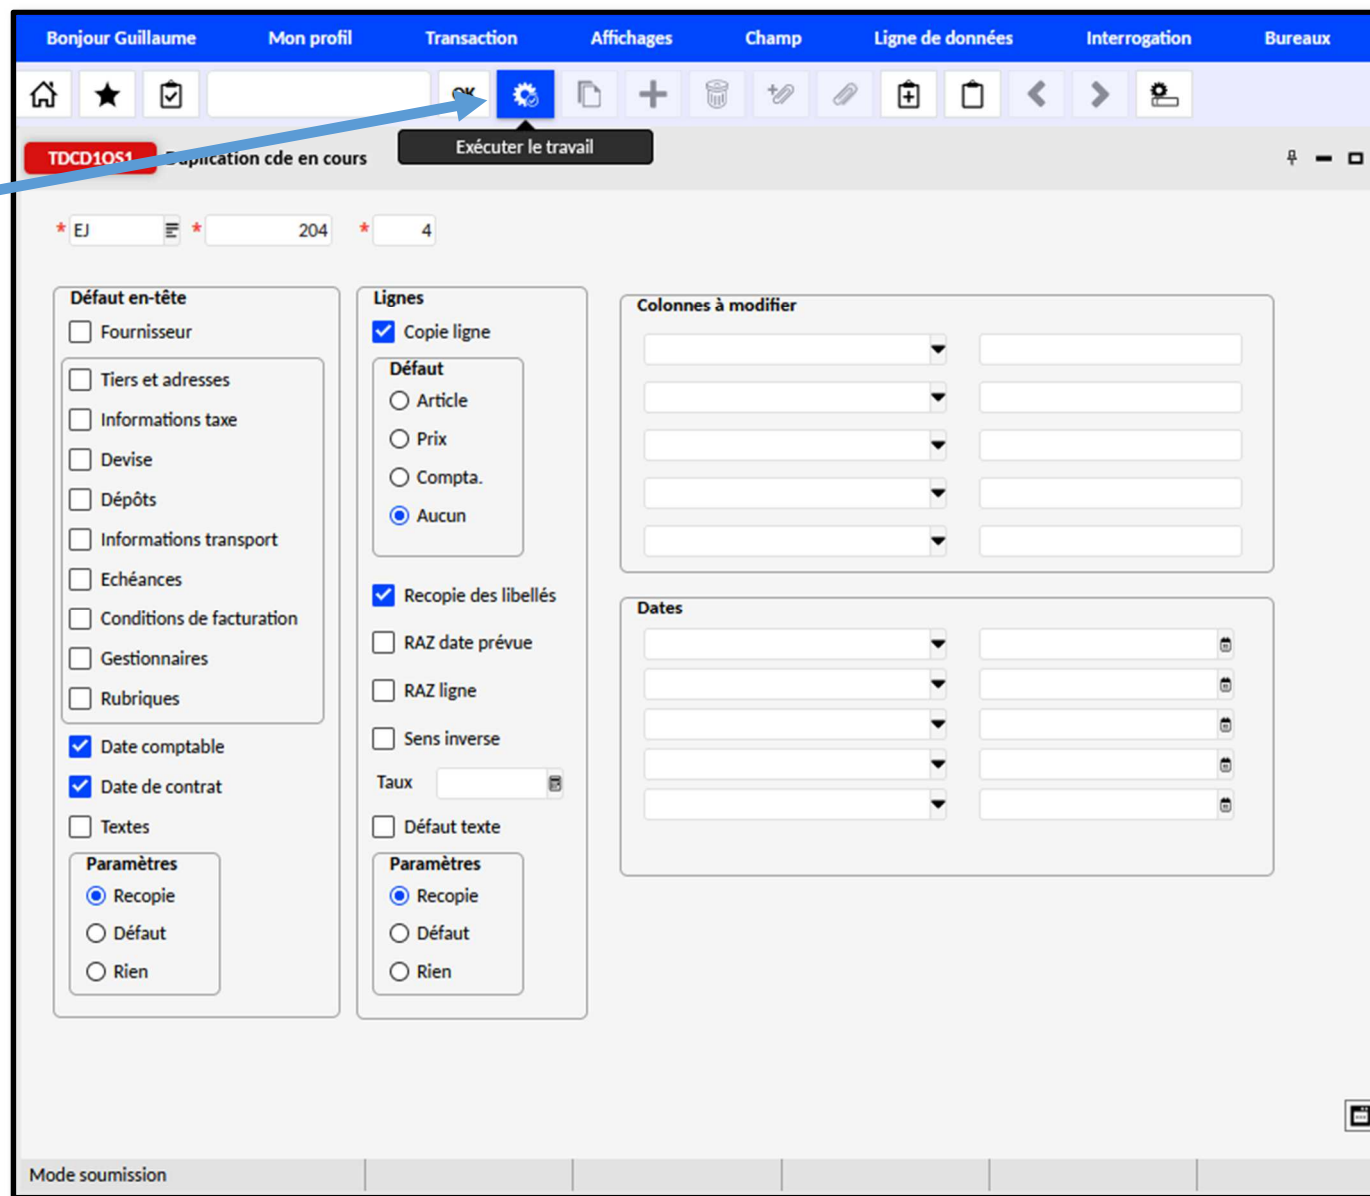 Bonjour Guillaume Mon profil Transaction Affichages Champ Ligne de données Interrogation Bureaux
OK
Exécuter le travail
TDCD1OS1 Duplication cde en cours
* EJ * 204 * 4
Défaut en-tête
Fournisseur
Tiers et adresses
Informations taxe
Devise
Dépôts
Informations transport
Echéances
Conditions de facturation
Gestionnaires
Rubriques
Date comptable
Date de contrat
Textes
Paramètres
Recopie
Défaut
Rien
Lignes
Copie ligne
Défaut
Article
Prix
Compta.
Aucun
Recopie des libellés
RAZ date prévue
RAZ ligne
Sens inverse
Taux
Défaut texte
Paramètres
Recopie
Défaut
Rien
Colonnes à modifier
Dates
Mode soumission